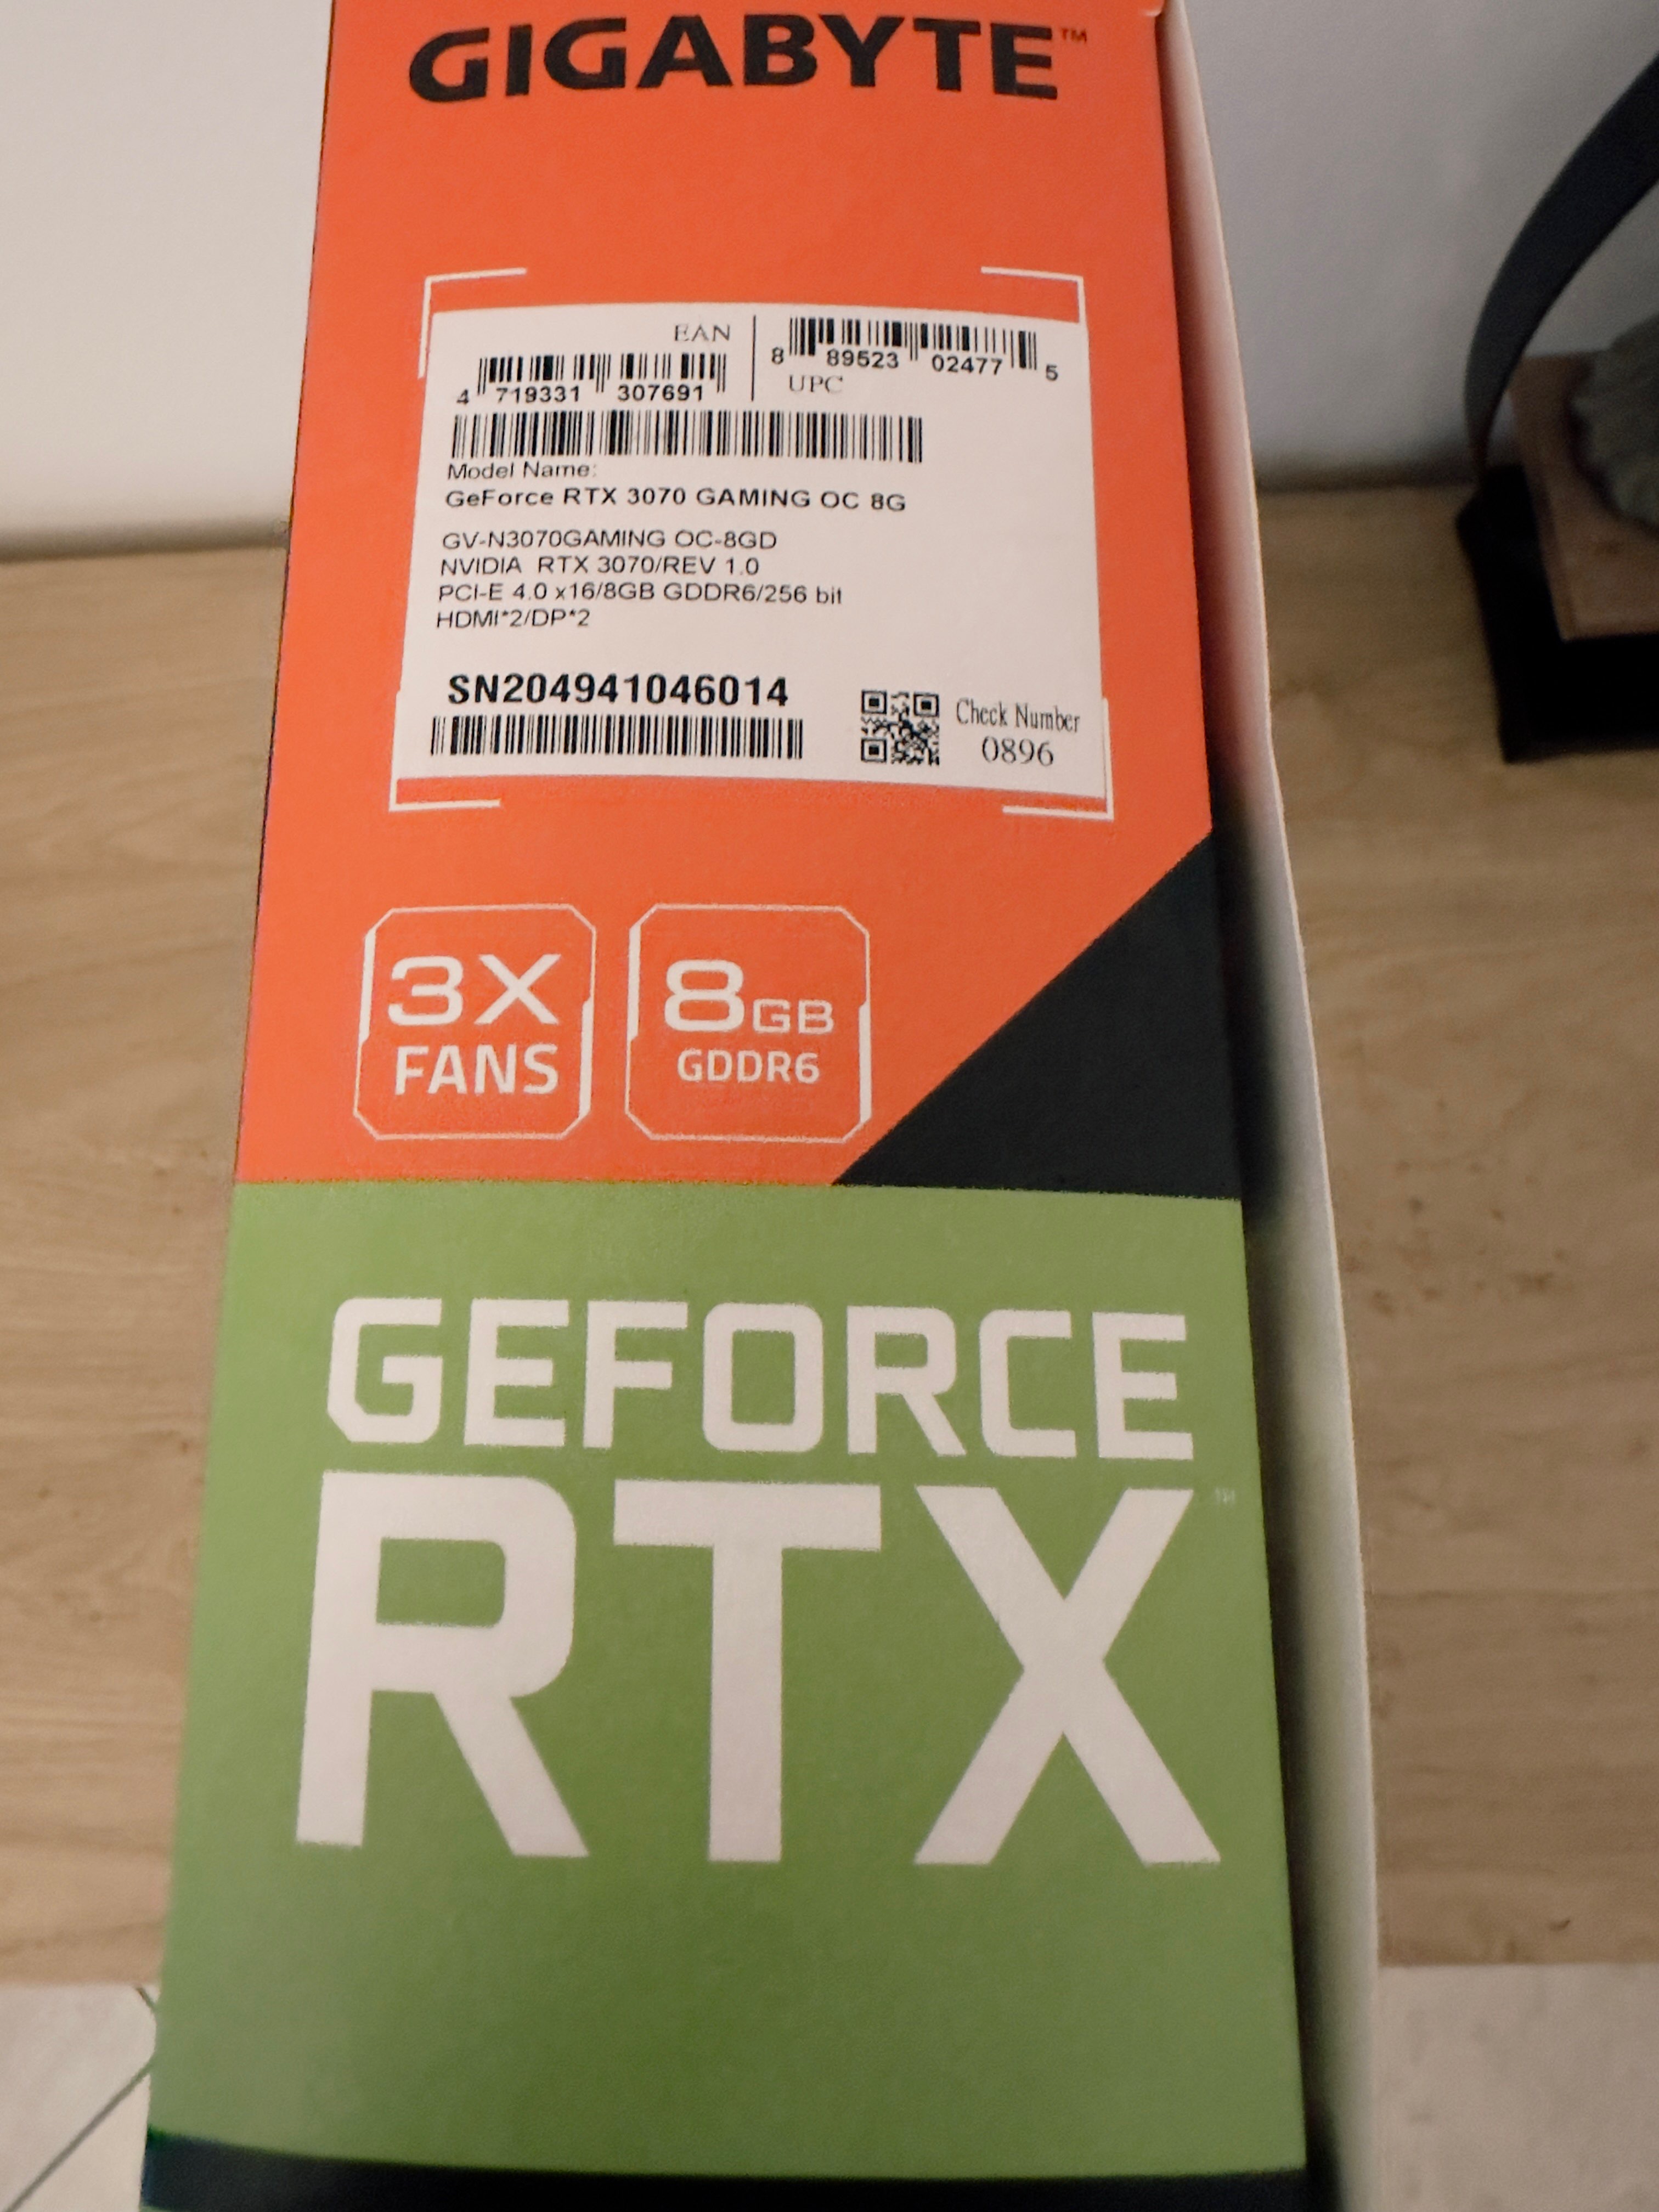 GIGABYTE™
EAN
4 719331 307691
8 89523 02477 5
UPC
Model Name:
GeForce RTX 3070 GAMING OC 8G
GV-N3070GAMING OC-8GD
NVIDIA RTX 3070/REV 1.0
PCI-E 4.0 x16/8GB GDDR6/256 bit
HDMI*2/DP*2
SN204941046014
Check Number
0896
3X
FANS
8GB
GDDR6
GEFORCE
RTX™